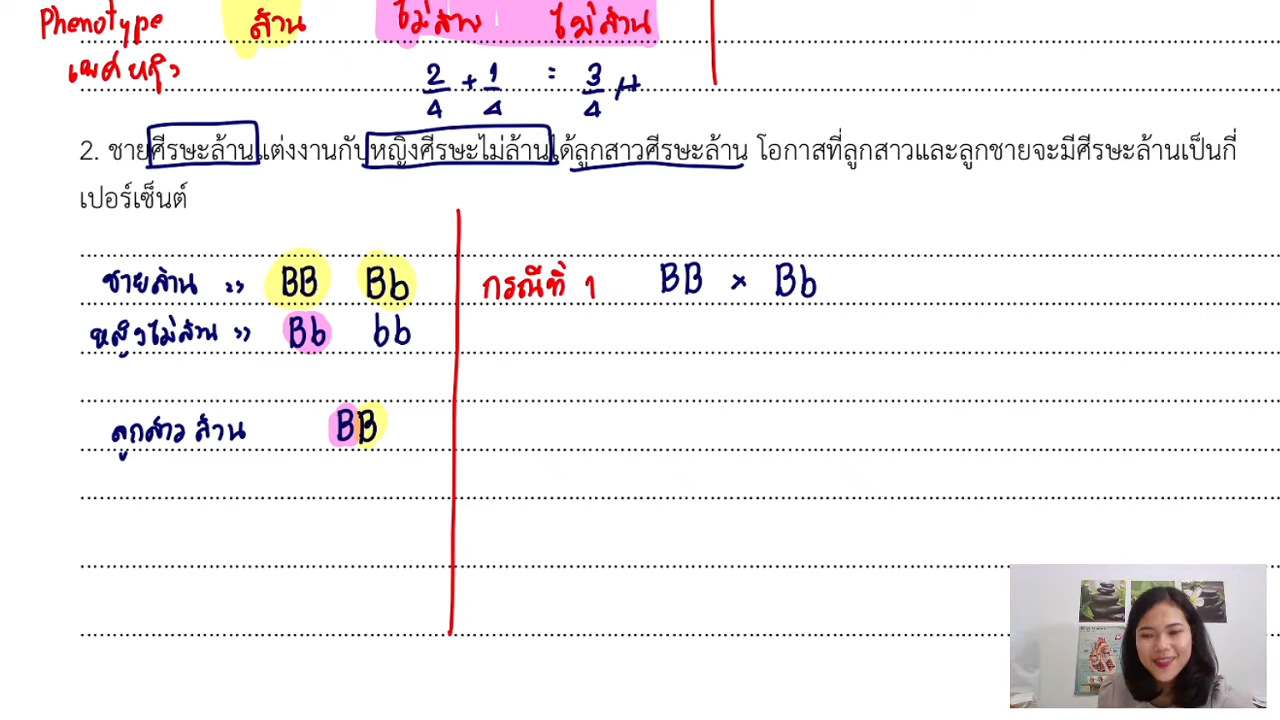 Phenotype ล้าน ไม่ล้าน ไม่ล้าน
เพศหญิง
2/4 + 1/4 = 3/4
2. ชายศีรษะล้านแต่งงานกับหญิงศีรษะไม่ล้านได้ลูกสาวศีรษะล้าน โอกาสที่ลูกสาวและลูกชายจะมีศีรษะล้านเป็นกี่
เปอร์เซ็นต์
ชายล้าน >> BB Bb
หญิงไม่ล้าน >> Bb bb
ลูกสาวล้าน BB
กรณีที่ 1 BB × Bb